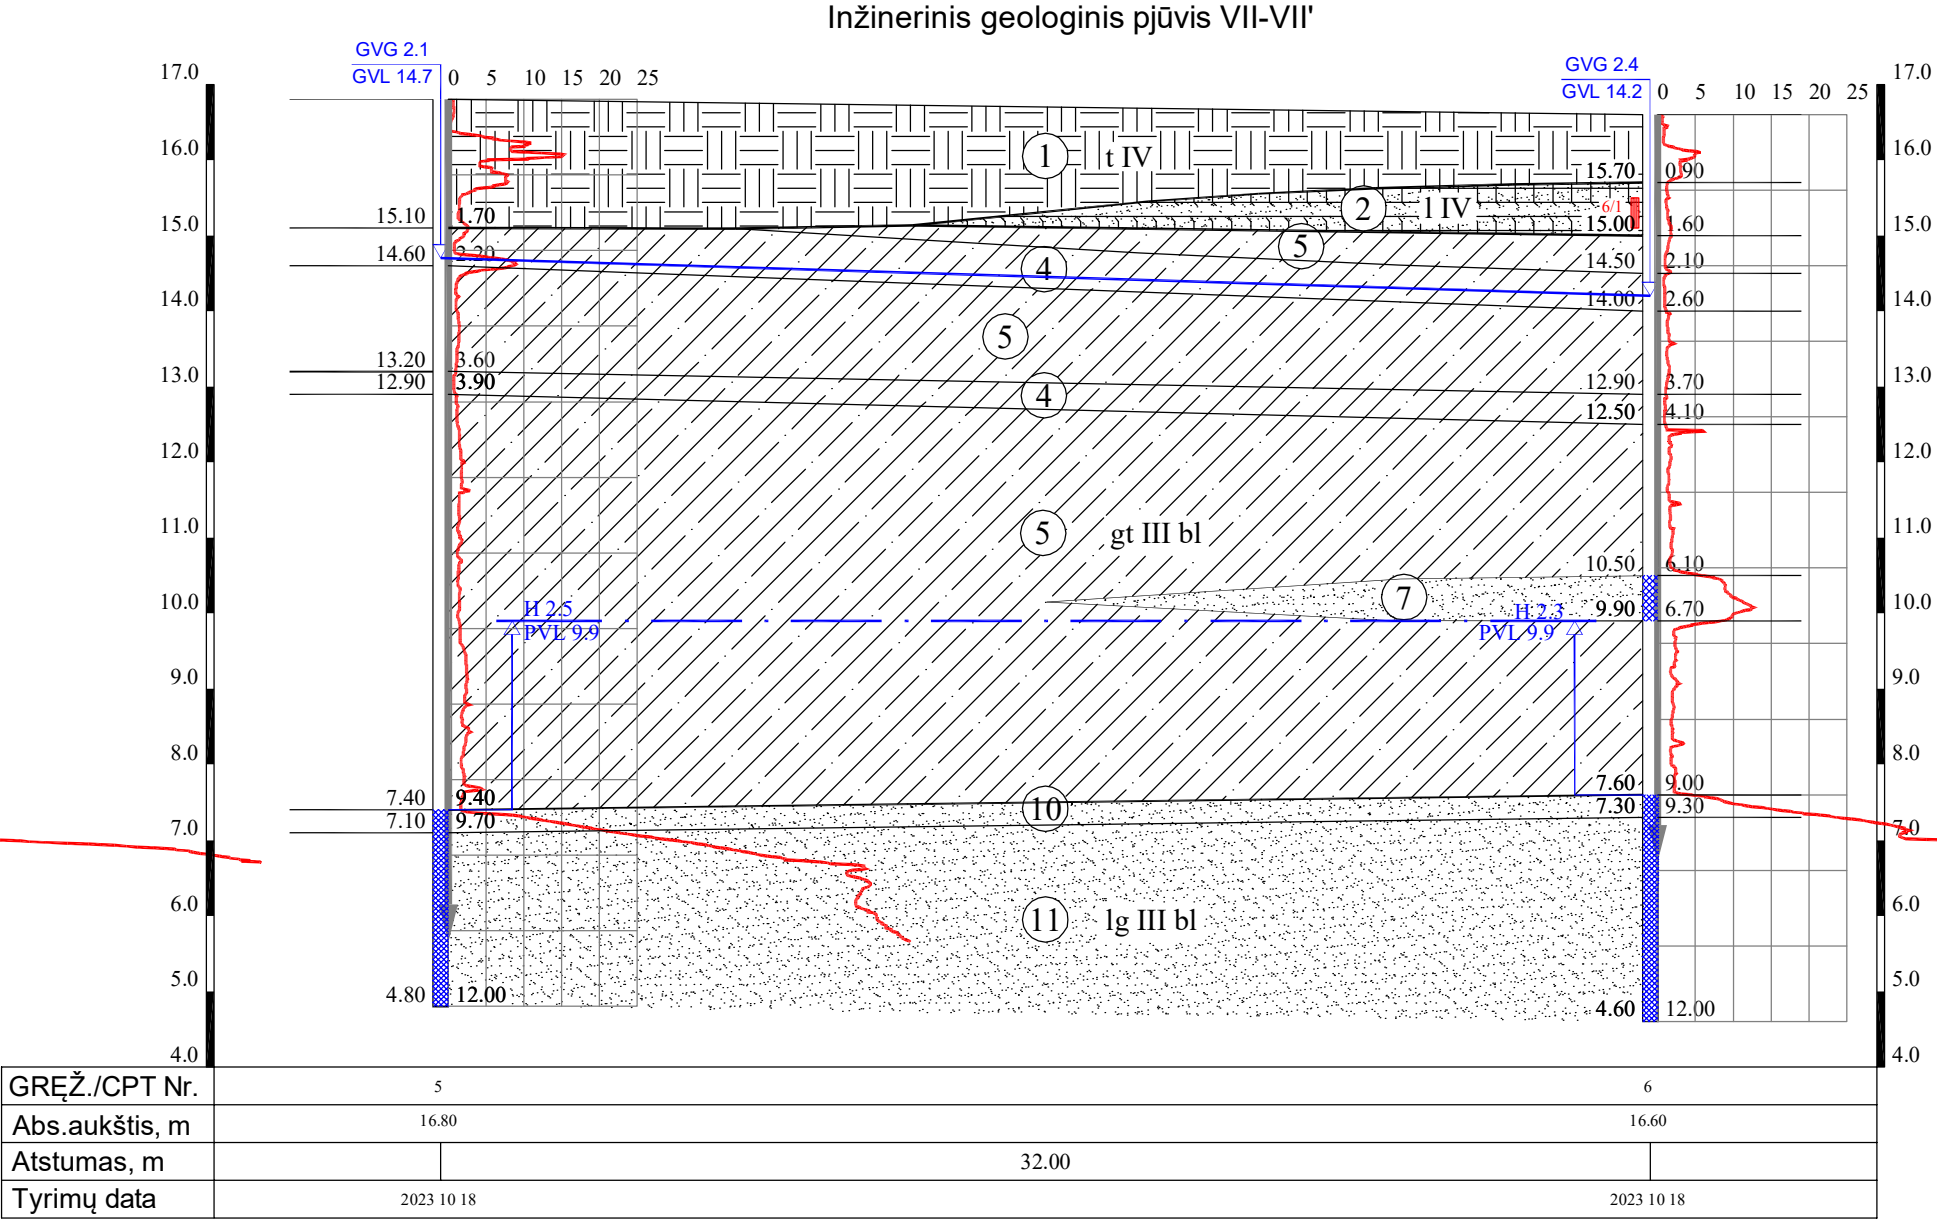 Inžinerinis geologinis pjūvis VII-VII'
GVG 2.1
GVL 14.7
0 5 10 15 20 25
GVG 2.4
GVL 14.2
0 5 10 15 20 25
17.0
16.0
15.0
14.0
13.0
12.0
11.0
10.0
9.0
8.0
7.0
6.0
5.0
4.0
15.10 1.70
14.60 2.20
13.20 3.60
12.90 3.90
7.40 9.40
7.10 9.70
4.80 12.00
1 t IV
2 l IV
6/1
5
4
5
4
5 gt III bl
7
H 2.5
PVL 9.9
H 2.3
PVL 9.9
10
11 lg III bl
15.70 0.90
15.00 1.60
14.50 2.10
14.00 2.60
12.90 3.70
12.50 4.10
10.50 6.10
9.90 6.70
7.60 9.00
7.30 9.30
4.60 12.00
17.0
16.0
15.0
14.0
13.0
12.0
11.0
10.0
9.0
8.0
7.0
6.0
5.0
4.0
GRĘŽ./CPT Nr. 5 6
Abs.aukštis, m 16.80 16.60
Atstumas, m 32.00
Tyrimų data 2023 10 18 2023 10 18